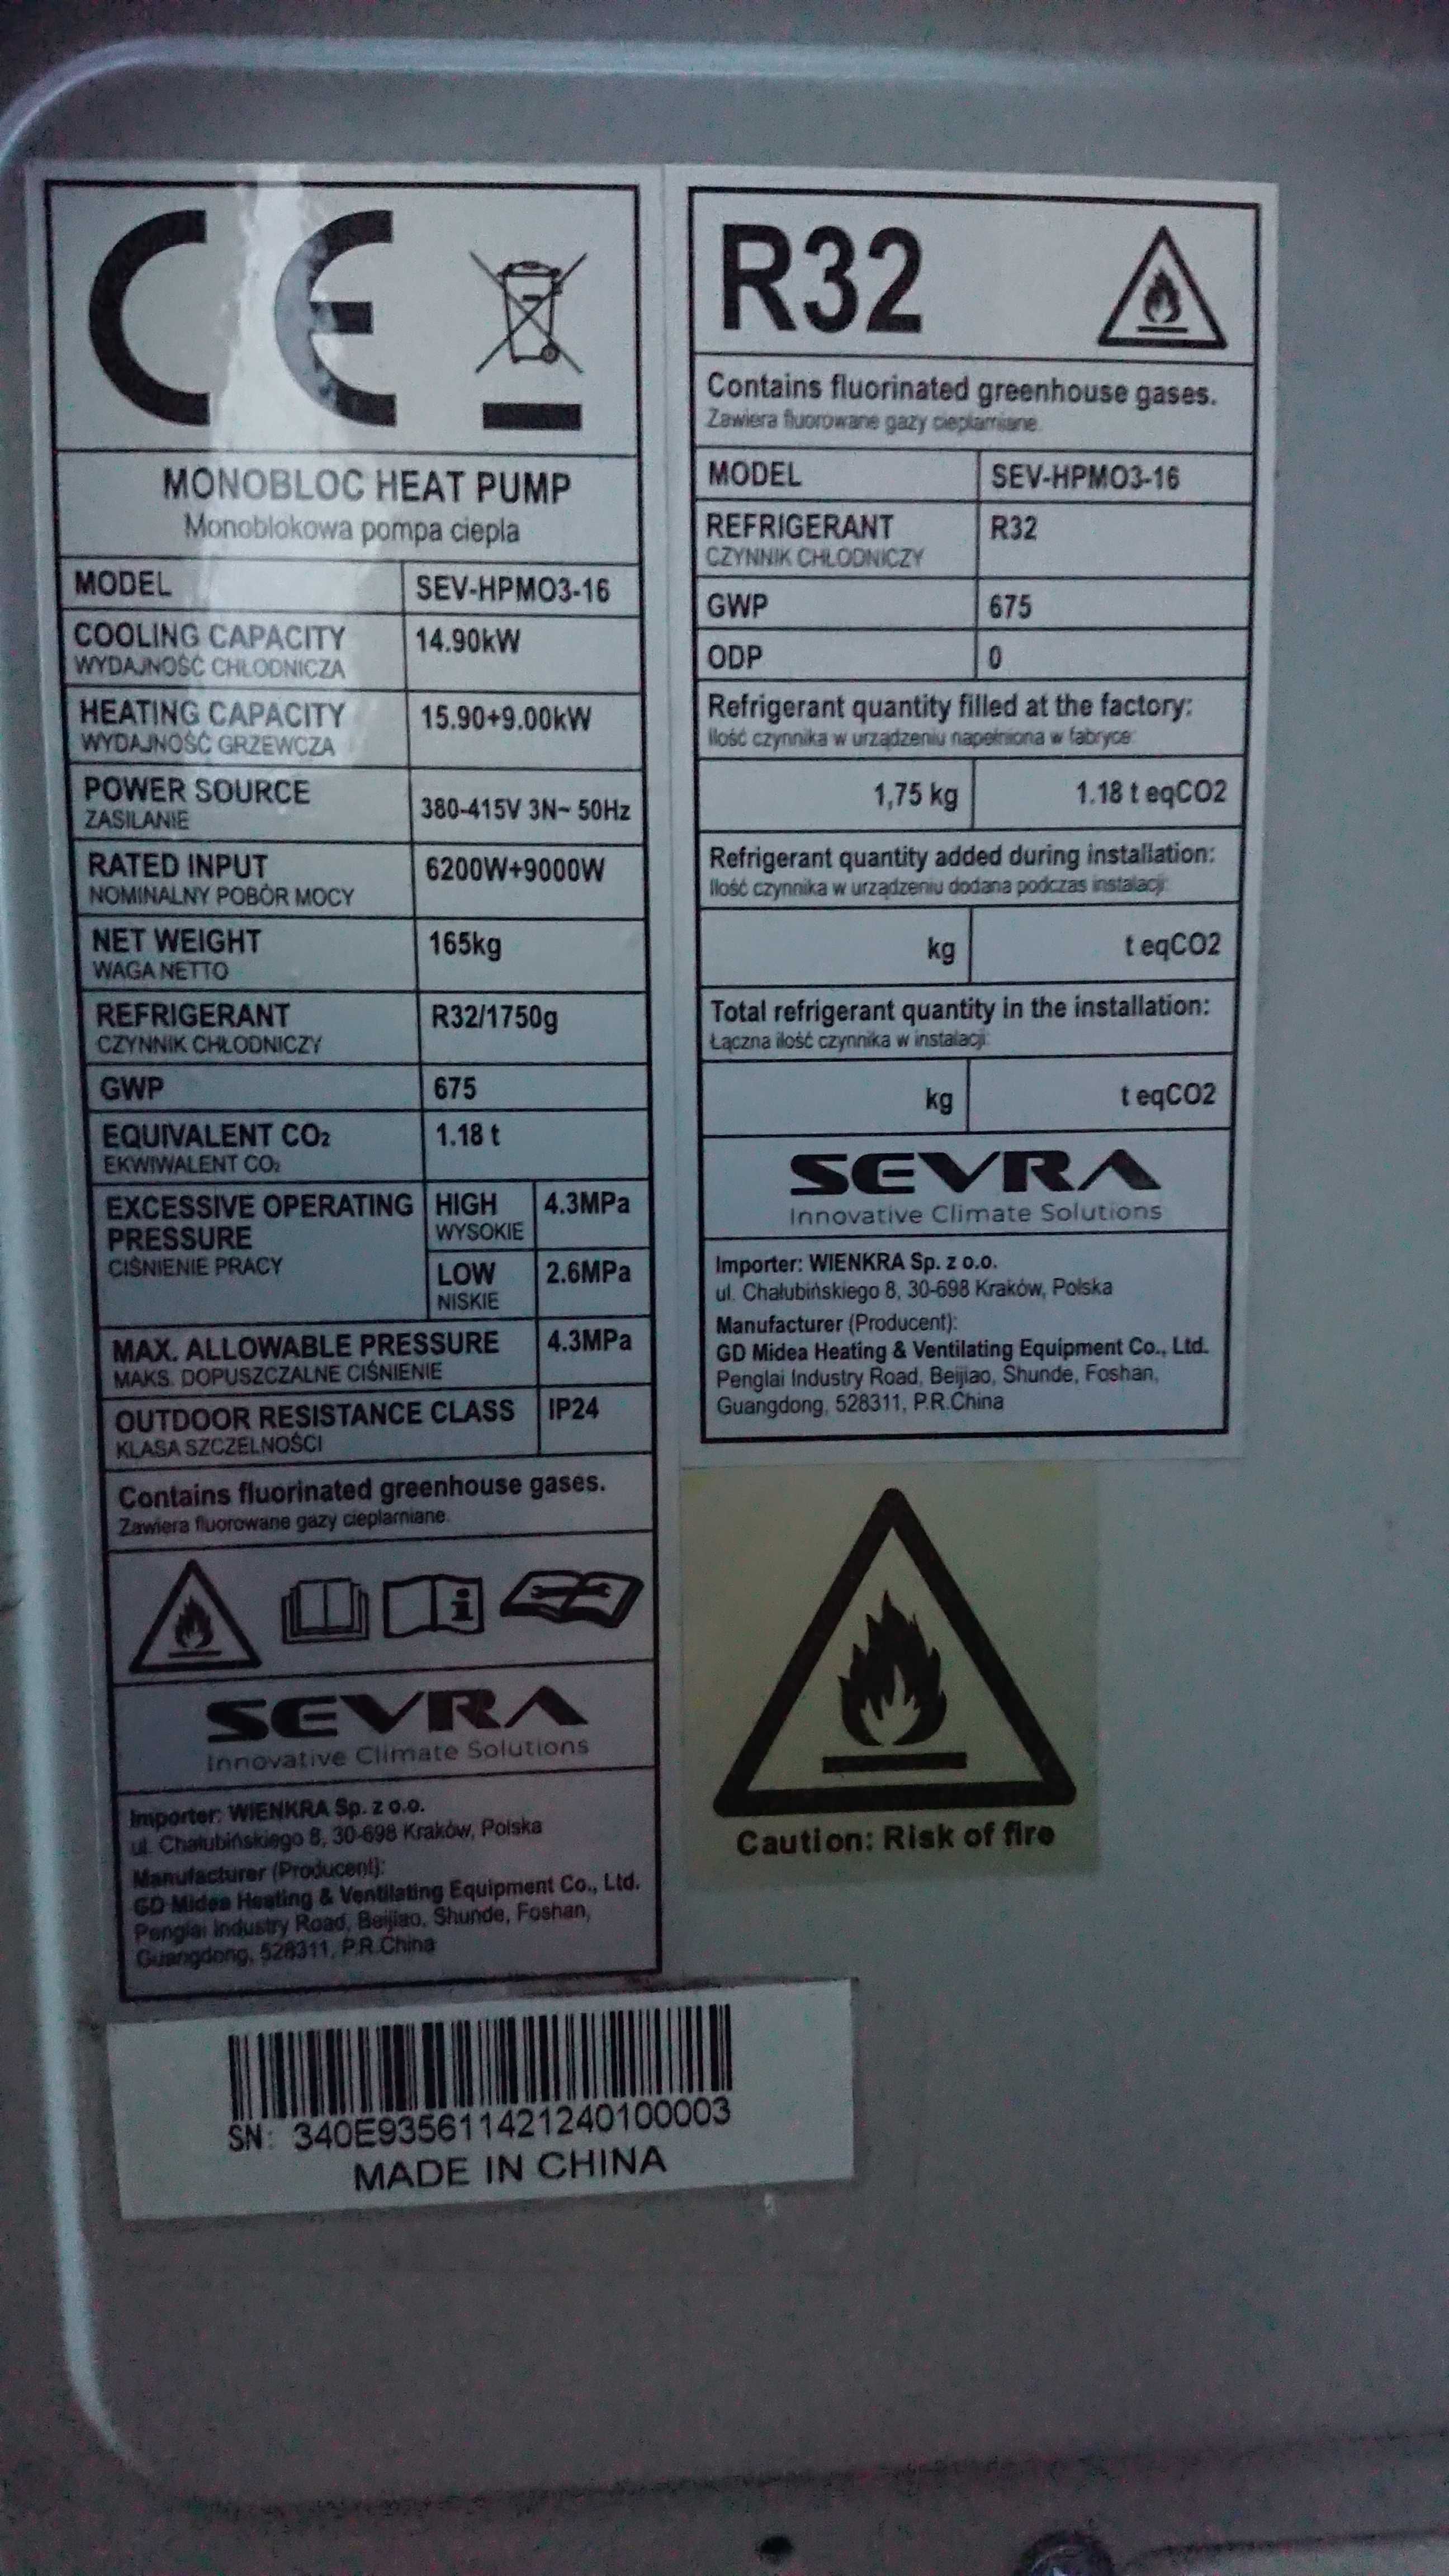 CE
MONOBLOC HEAT PUMP
Monoblokowa pompa ciepla
MODEL SEV-HPMO3-16
COOLING CAPACITY 14.90kW
WYDAJNOŚĆ CHŁODNICZA
HEATING CAPACITY 15.90+9.00kW
WYDAJNOŚĆ GRZEWCZA
POWER SOURCE 380-415V 3N~ 50Hz
ZASILANIE
RATED INPUT 6200W+9000W
NOMINALNY POBÓR MOCY
NET WEIGHT 165kg
WAGA NETTO
REFRIGERANT R32/1750g
CZYNNIK CHŁODNICZY
GWP 675
EQUIVALENT CO₂ 1.18 t
EKWIWALENT CO₂
EXCESSIVE OPERATING PRESSURE HIGH 4.3MPa
CIŚNIENIE PRACY WYSOKIE
LOW 2.6MPa
NISKIE
MAX. ALLOWABLE PRESSURE 4.3MPa
MAKS. DOPUSZCZALNE CIŚNIENIE
OUTDOOR RESISTANCE CLASS IP24
KLASA SZCZELNOŚCI
Contains fluorinated greenhouse gases.
Zawiera fluorowane gazy cieplarniane.
SEVRA
Innovative Climate Solutions
Importer: WIENKRA Sp. z o.o.
ul. Chałubińskiego 8, 30-698 Kraków, Polska
Manufacturer (Producent):
GD Midea Heating & Ventilating Equipment Co., Ltd.
Penglai Industry Road, Beijiao, Shunde, Foshan,
Guangdong, 528311, P.R.China
SN: 340E935611421240100003
MADE IN CHINA
R32
Contains fluorinated greenhouse gases.
Zawiera fluorowane gazy cieplarniane.
MODEL SEV-HPMO3-16
REFRIGERANT R32
CZYNNIK CHŁODNICZY
GWP 675
ODP 0
Refrigerant quantity filled at the factory:
Ilość czynnika w urządzeniu napełniona w fabryce:
1,75 kg 1.18 t eqCO2
Refrigerant quantity added during installation:
Ilość czynnika w urządzeniu dodana podczas instalacji:
kg t eqCO2
Total refrigerant quantity in the installation:
Łączna ilość czynnika w instalacji:
kg t eqCO2
SEVRA
Innovative Climate Solutions
Importer: WIENKRA Sp. z o.o.
ul. Chałubińskiego 8, 30-698 Kraków, Polska
Manufacturer (Producent):
GD Midea Heating & Ventilating Equipment Co., Ltd.
Penglai Industry Road, Beijiao, Shunde, Foshan,
Guangdong, 528311, P.R.China
Caution: Risk of fire